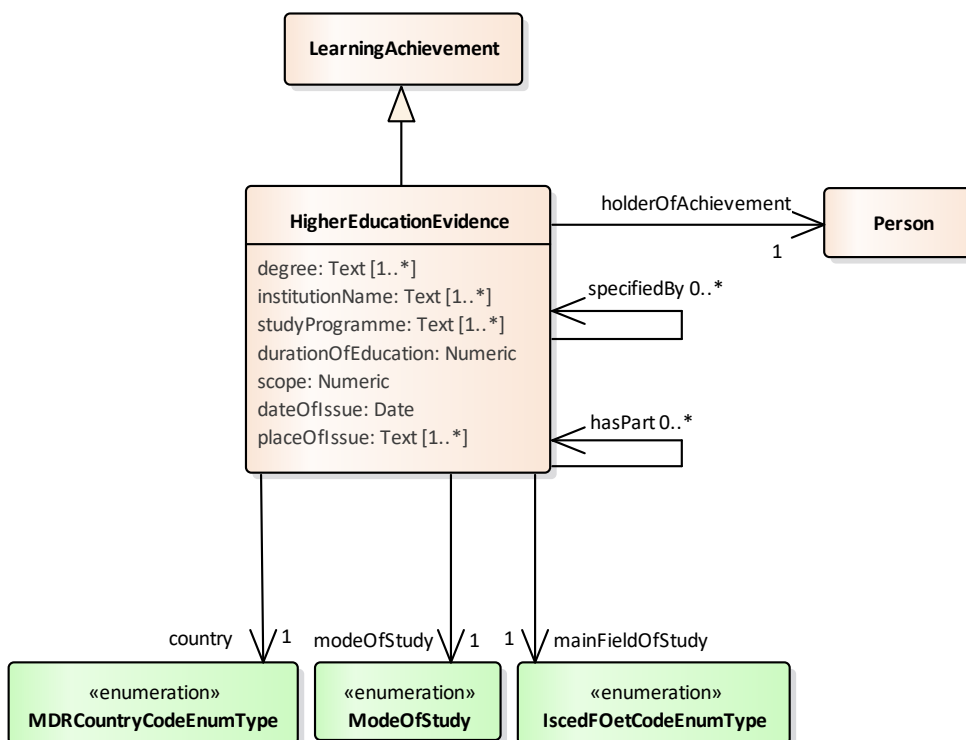 LearningAchievement
HigherEducationEvidence
degree: Text [1..*]
institutionName: Text [1..*]
studyProgramme: Text [1..*]
durationOfEducation: Numeric
scope: Numeric
dateOfIssue: Date
placeOfIssue: Text [1..*]
holderOfAchievement
1
Person
specifiedBy 0..*
hasPart 0..*
country
1
modeOfStudy
1
1
mainFieldOfStudy
«enumeration»
MDRCountryCodeEnumType
«enumeration»
ModeOfStudy
«enumeration»
IscedFOetCodeEnumType